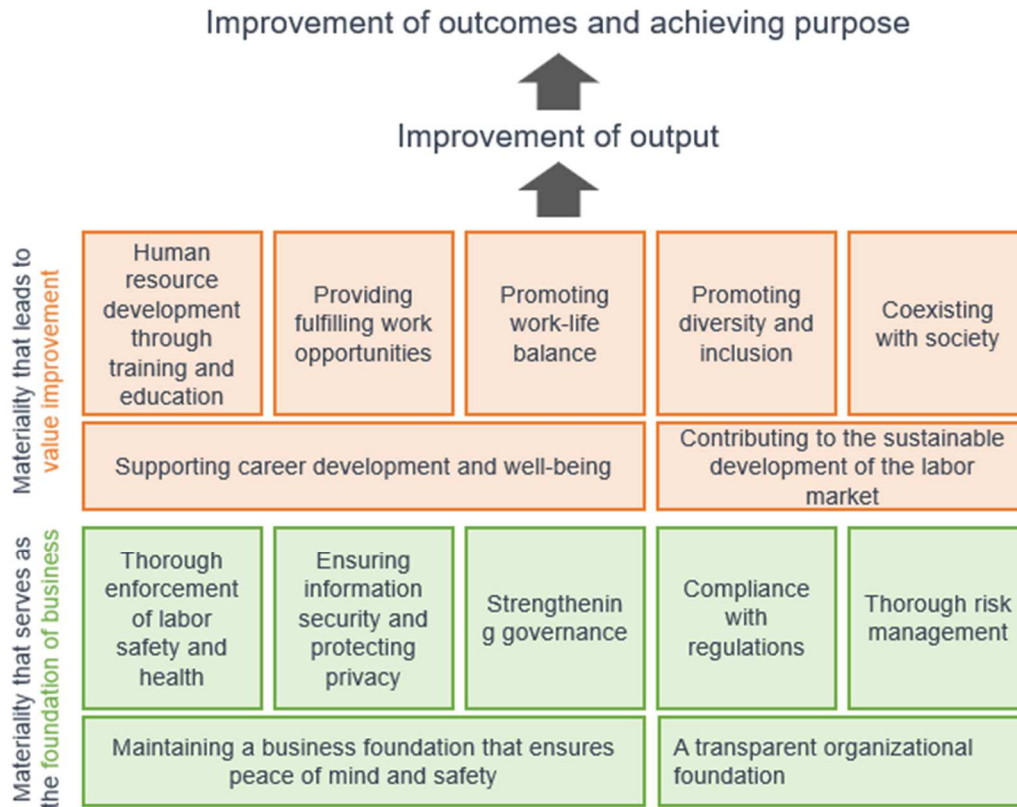 Improvement of outcomes and achieving purpose
Improvement of output
Materiality that leads to
value improvement
Human
resource
development
through
training and
education
Providing
fulfilling work
opportunities
Promoting
work-life
balance
Promoting
diversity and
inclusion
Coexisting
with society
Supporting career development and well-being
Contributing to the sustainable
development of the labor
market
Materiality that serves as
the foundation of business
Thorough
enforcement
of labor
safety and
health
Ensuring
information
security and
protecting
privacy
Strengthenin
g governance
Compliance
with
regulations
Thorough risk
management
Maintaining a business foundation that ensures
peace of mind and safety
A transparent organizational
foundation